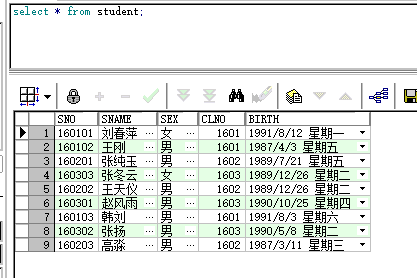 select * from student;
SNO SNAME SEX CLNO BIRTH
1 160101 刘春萍 ··· 女 ··· 1601 1991/8/12 星期一
2 160102 王刚 ··· 男 ··· 1601 1987/4/3 星期五
3 160201 张纯玉 ··· 男 ··· 1602 1989/7/21 星期五
4 160303 张冬云 ··· 女 ··· 1603 1989/12/26 星期二
5 160202 王天仪 ··· 男 ··· 1602 1989/12/26 星期二
6 160301 赵风雨 ··· 男 ··· 1603 1990/10/25 星期四
7 160103 韩刘 ··· 男 ··· 1601 1991/8/3 星期六
8 160302 张扬 ··· 男 ··· 1603 1990/5/8 星期二
9 160203 高淼 ··· 男 ··· 1602 1987/3/11 星期三